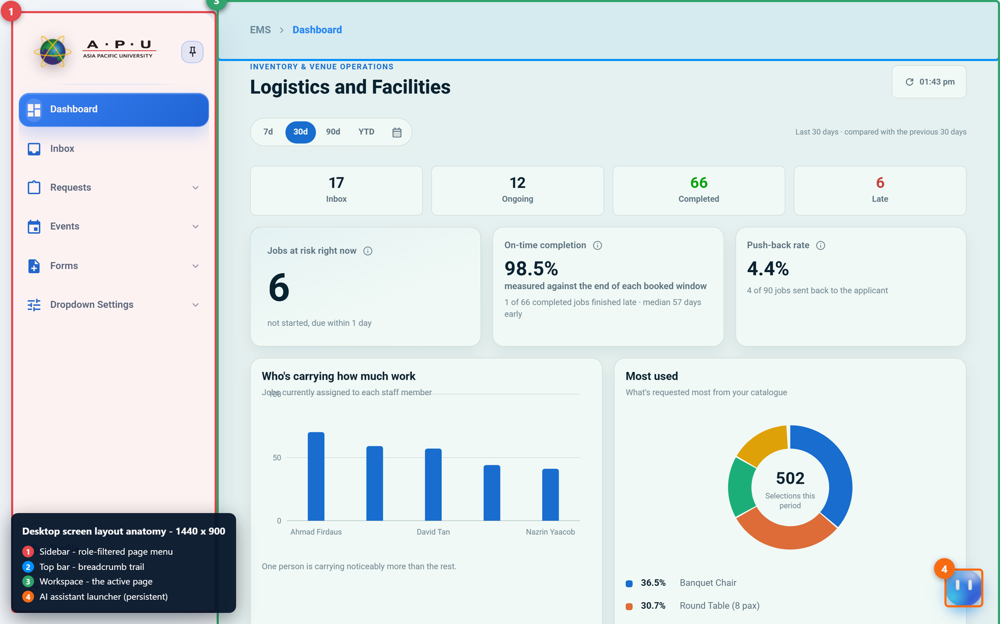 1
3
A · P · U
ASIA PACIFIC UNIVERSITY
Dashboard
Inbox
Requests
Events
Forms
Dropdown Settings
Desktop screen layout anatomy - 1440 x 900
1 Sidebar - role-filtered page menu
2 Top bar - breadcrumb trail
3 Workspace - the active page
4 AI assistant launcher (persistent)
EMS > Dashboard
INVENTORY & VENUE OPERATIONS
Logistics and Facilities
01:43 pm
7d 30d 90d YTD
Last 30 days · compared with the previous 30 days
17
Inbox
12
Ongoing
66
Completed
6
Late
Jobs at risk right now
6
not started, due within 1 day
On-time completion
98.5%
measured against the end of each booked window
1 of 66 completed jobs finished late · median 57 days
early
Push-back rate
4.4%
4 of 90 jobs sent back to the applicant
Who's carrying how much work
Jobs currently assigned to each staff member
100
50
0
Ahmad Firdaus David Tan Nazrin Yaacob
One person is carrying noticeably more than the rest.
Most used
What's requested most from your catalogue
502
Selections this
period
36.5% Banquet Chair
30.7% Round Table (8 pax)
4